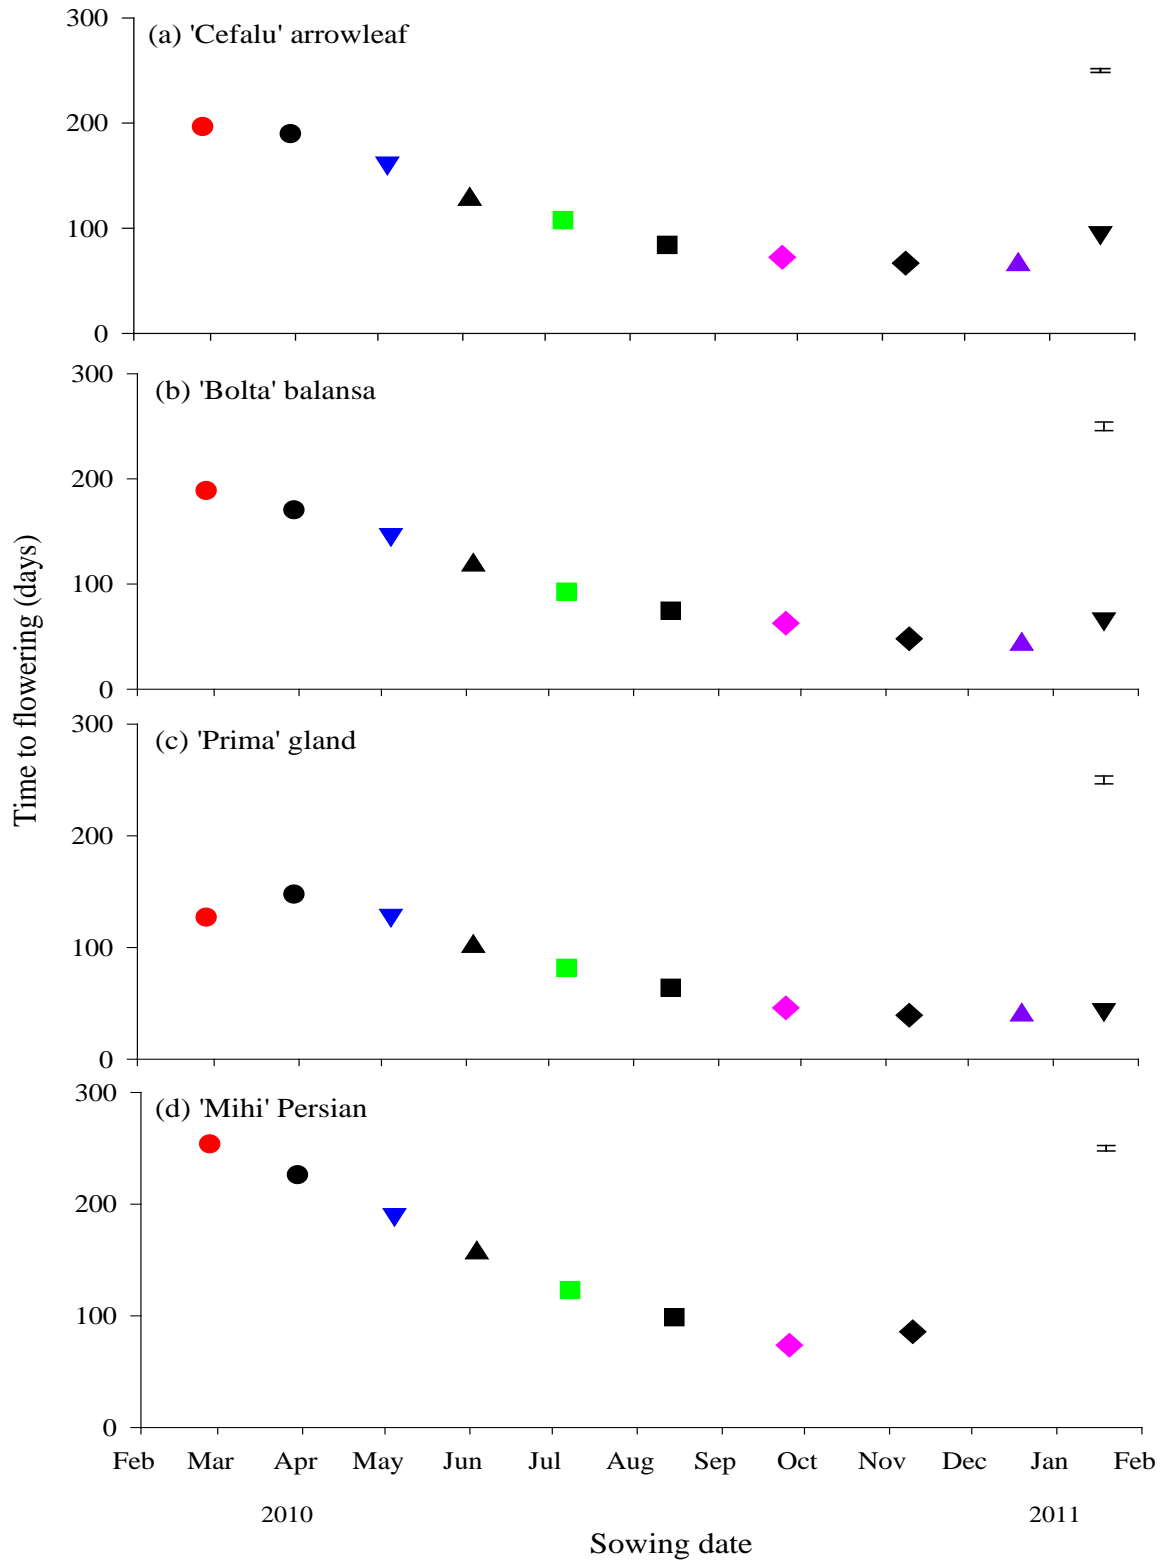 300
(a) 'Cefalu' arrowleaf
200
100
0
300
(b) 'Bolta' balansa
200
100
0
300
(c) 'Prima' gland
200
100
0
300
(d) 'Mihi' Persian
200
100
0
Time to flowering (days)
Feb Mar Apr May Jun Jul Aug Sep Oct Nov Dec Jan Feb
2010 2011
Sowing date